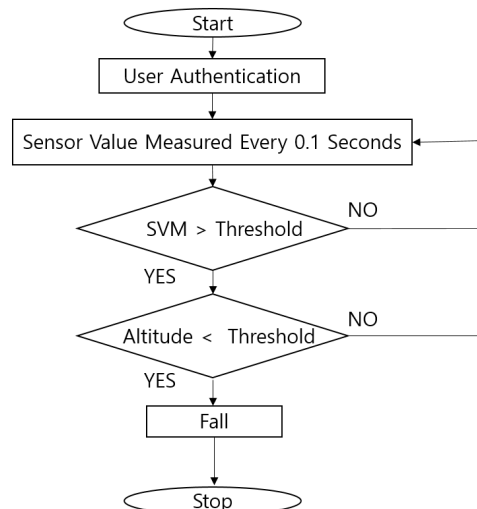 Start
User Authentication
Sensor Value Measured Every 0.1 Seconds
SVM > Threshold
NO
YES
Altitude < Threshold
NO
YES
Fall
Stop